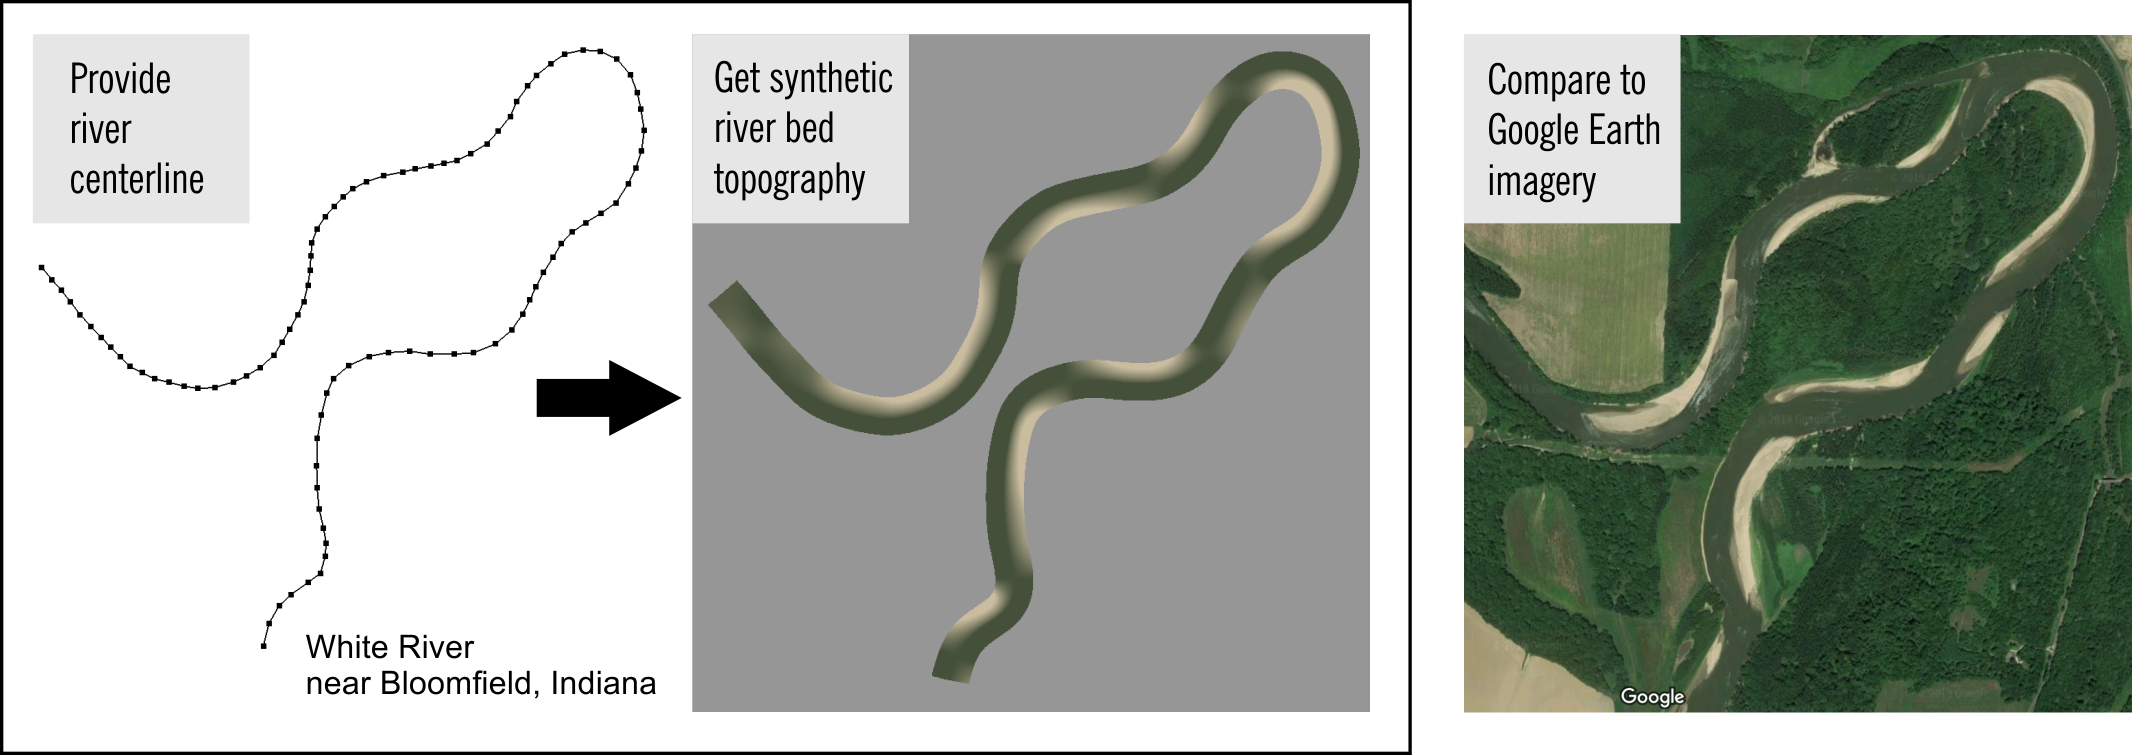 Provide
river
centerline
White River
near Bloomfield, Indiana
Get synthetic
river bed
topography
Compare to
Google Earth
imagery
Google